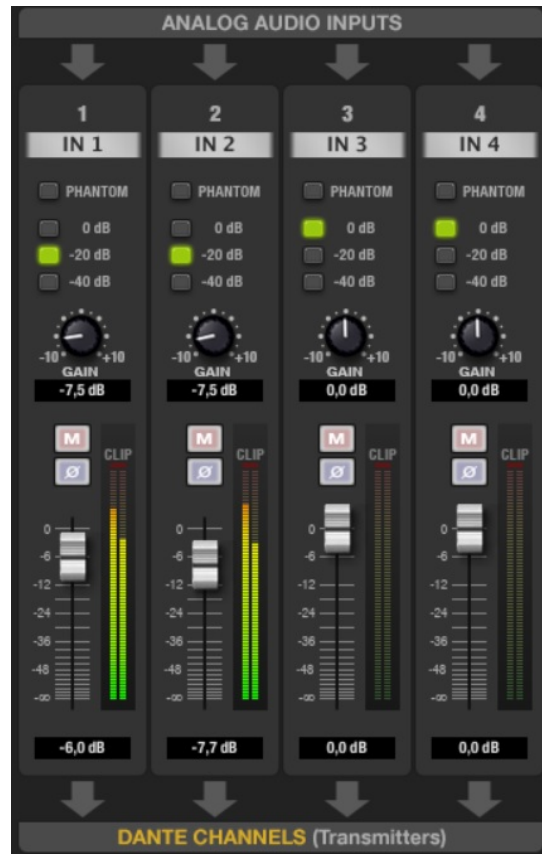 ANALOG AUDIO INPUTS
1 2 3 4
IN 1 IN 2 IN 3 IN 4
PHANTOM PHANTOM PHANTOM PHANTOM
0 dB 0 dB 0 dB 0 dB
-20 dB -20 dB -20 dB -20 dB
-40 dB -40 dB -40 dB -40 dB
-10 +10 -10 +10 -10 +10 -10 +10
GAIN GAIN GAIN GAIN
-7,5 dB -7,5 dB 0,0 dB 0,0 dB
M M M M
CLIP CLIP CLIP CLIP
Ø Ø Ø Ø
0 0 0 0
-6 -6 -6 -6
-12 -12 -12 -12
-24 -24 -24 -24
-36 -36 -36 -36
-48 -48 -48 -48
-∞ -∞ -∞ -∞
-6,0 dB -7,7 dB 0,0 dB 0,0 dB
DANTE CHANNELS (Transmitters)